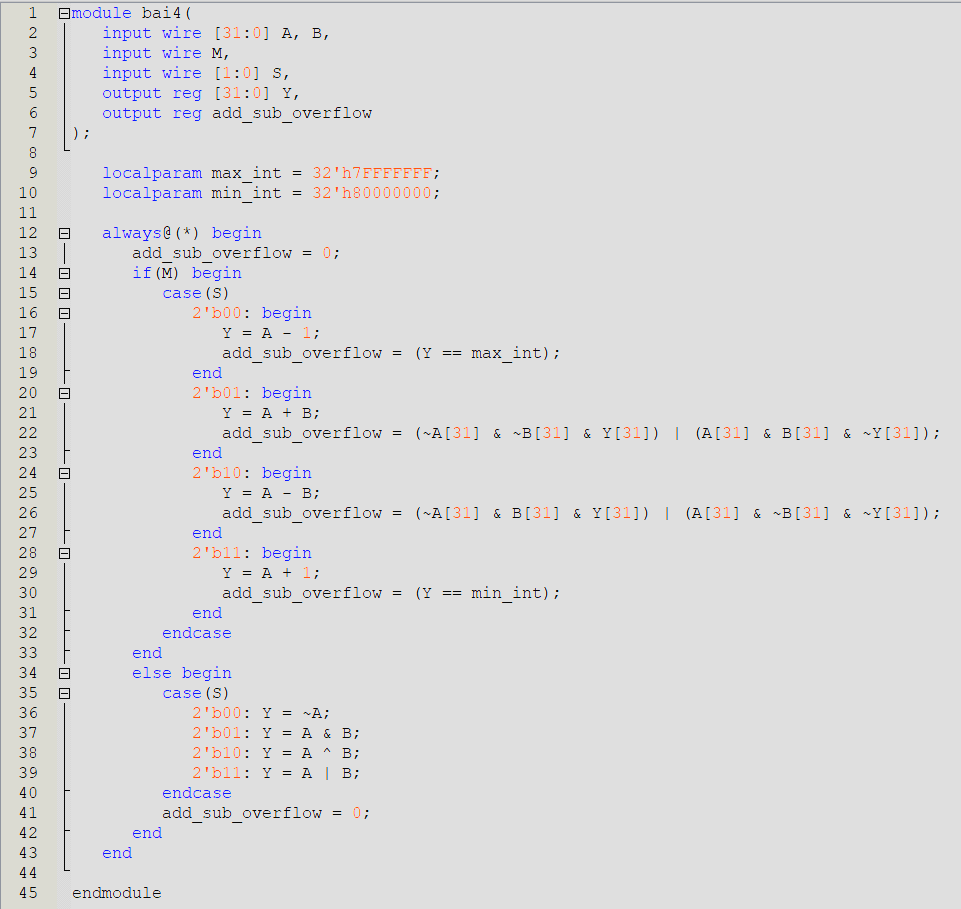 1 module bai4(
2 input wire [31:0] A, B,
3 input wire M,
4 input wire [1:0] S,
5 output reg [31:0] Y,
6 output reg add_sub_overflow
7 );
8
9 localparam max_int = 32'h7FFFFFFF;
10 localparam min_int = 32'h80000000;
11
12 always@(*) begin
13 add_sub_overflow = 0;
14 if(M) begin
15 case(S)
16 2'b00: begin
17 Y = A - 1;
18 add_sub_overflow = (Y == max_int);
19 end
20 2'b01: begin
21 Y = A + B;
22 add_sub_overflow = (~A[31] & ~B[31] & Y[31]) | (A[31] & B[31] & ~Y[31]);
23 end
24 2'b10: begin
25 Y = A - B;
26 add_sub_overflow = (~A[31] & B[31] & Y[31]) | (A[31] & ~B[31] & ~Y[31]);
27 end
28 2'b11: begin
29 Y = A + 1;
30 add_sub_overflow = (Y == min_int);
31 end
32 endcase
33 end
34 else begin
35 case(S)
36 2'b00: Y = ~A;
37 2'b01: Y = A & B;
38 2'b10: Y = A ^ B;
39 2'b11: Y = A | B;
40 endcase
41 add_sub_overflow = 0;
42 end
43 end
44
45 endmodule